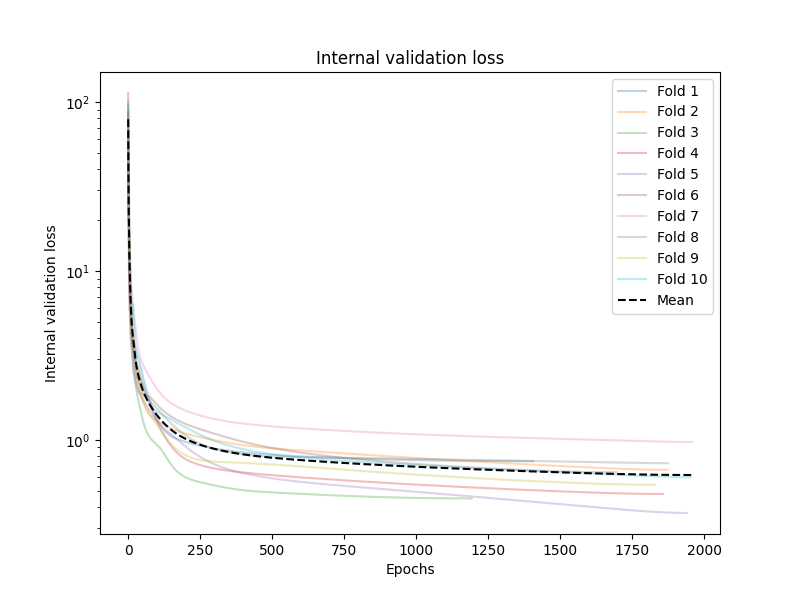 Internal validation loss
Internal validation loss
10²
10¹
10⁰
0
250
500
750
1000
1250
1500
1750
2000
Epochs
Fold 1
Fold 2
Fold 3
Fold 4
Fold 5
Fold 6
Fold 7
Fold 8
Fold 9
Fold 10
Mean